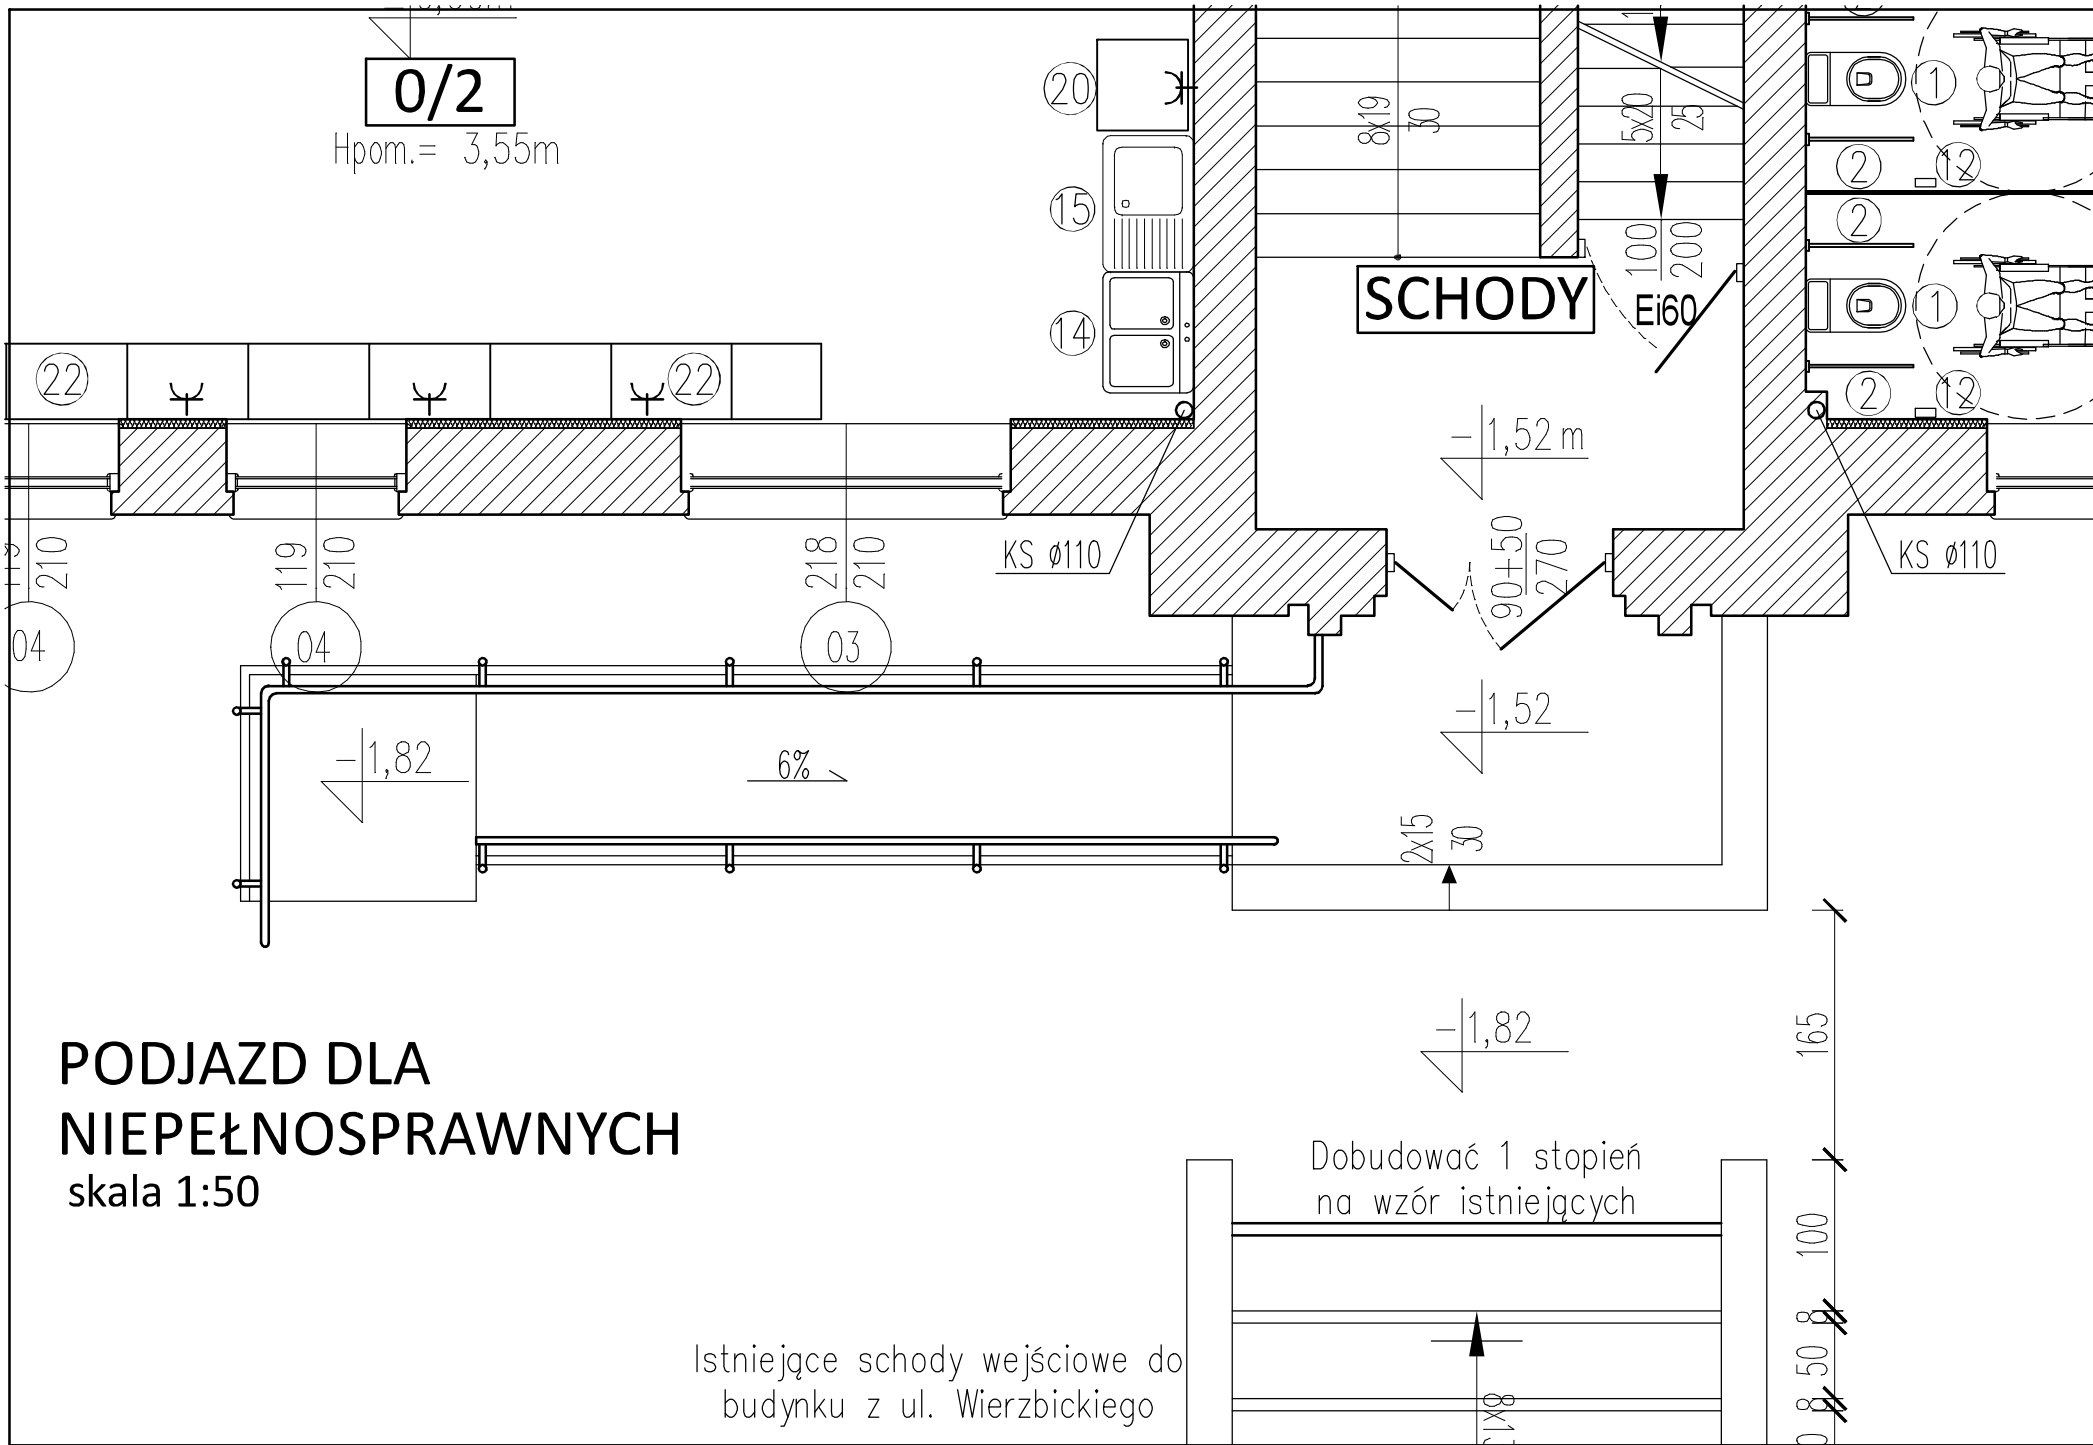 0/2
Hpom.= 3,55m
20
15
14
22
22
8x19
30
5x20
25
100
200
SCHODY
Ei60
1
2
12
2
1
2
12
-1,52 m
KS ø110
KS ø110
210
119
210
218
210
90+50
270
04
04
03
-1,82
6%
-1,52
2x15
30
-1,82
165
100
8
50
8
PODJAZD DLA
NIEPEŁNOSPRAWNYCH
skala 1:50
Dobudować 1 stopień
na wzór istniejących
Istniejące schody wejściowe do
budynku z ul. Wierzbickiego